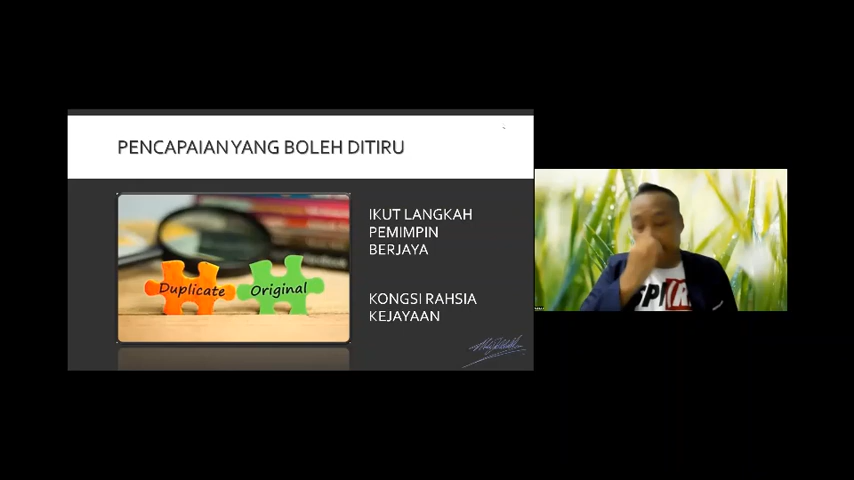 PENCAPAIAN YANG BOLEH DITIRU
Duplicate
Original
IKUT LANGKAH
PEMIMPIN
BERJAYA
KONGSI RAHSIA
KEJAYAAN